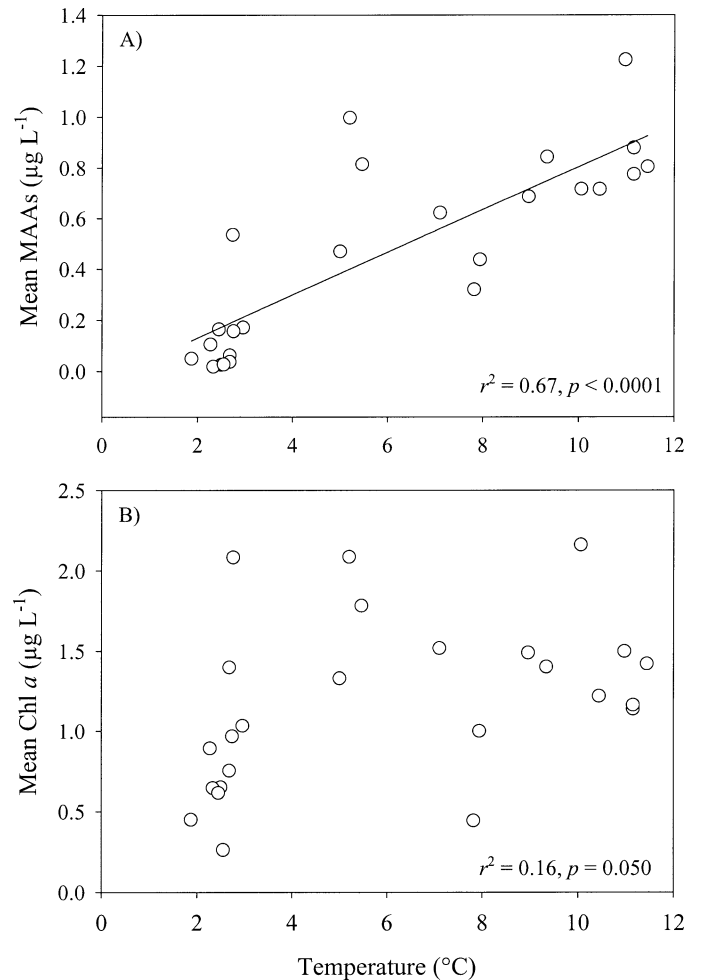 A)
1.4
1.2
1.0
0.8
0.6
0.4
0.2
0.0
Mean MAAs (µg L⁻¹)
r² = 0.67, p < 0.0001
0 2 4 6 8 10 12
B)
2.5
2.0
1.5
1.0
0.5
0.0
Mean Chl a (µg L⁻¹)
r² = 0.16, p = 0.050
0 2 4 6 8 10 12
Temperature (°C)